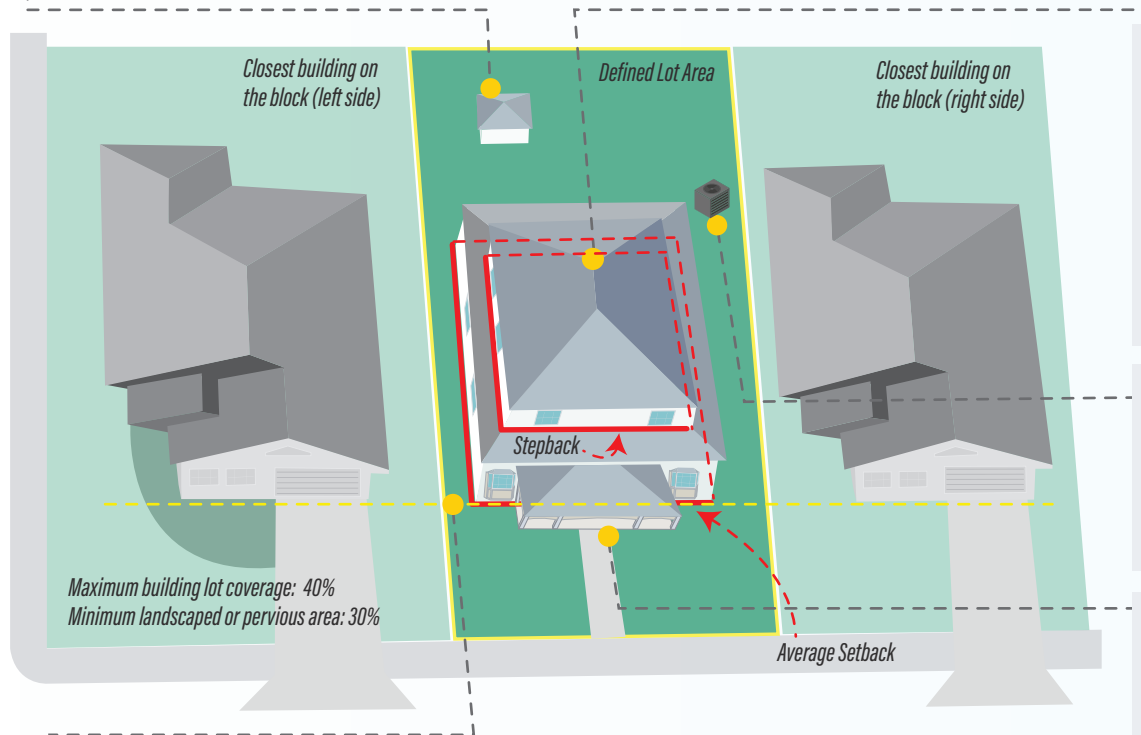 Closest building on
the block (left side)
Defined Lot Area
Closest building on
the block (right side)
Stepback
Maximum building lot coverage: 40%
Minimum landscaped or pervious area: 30%
Average Setback